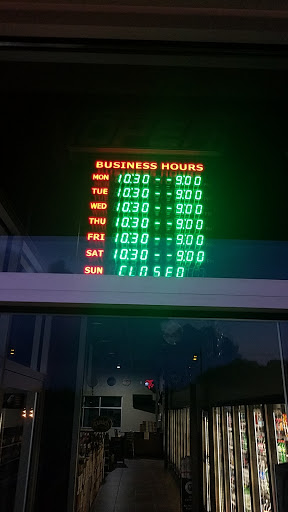 BUSINESS HOURS
MON 10:30 -- 9:00
TUE 10:30 -- 9:00
WED 10:30 -- 9:00
THU 10:30 -- 9:00
FRI 10:30 -- 9:00
SAT 10:30 -- 9:00
SUN CLOSED